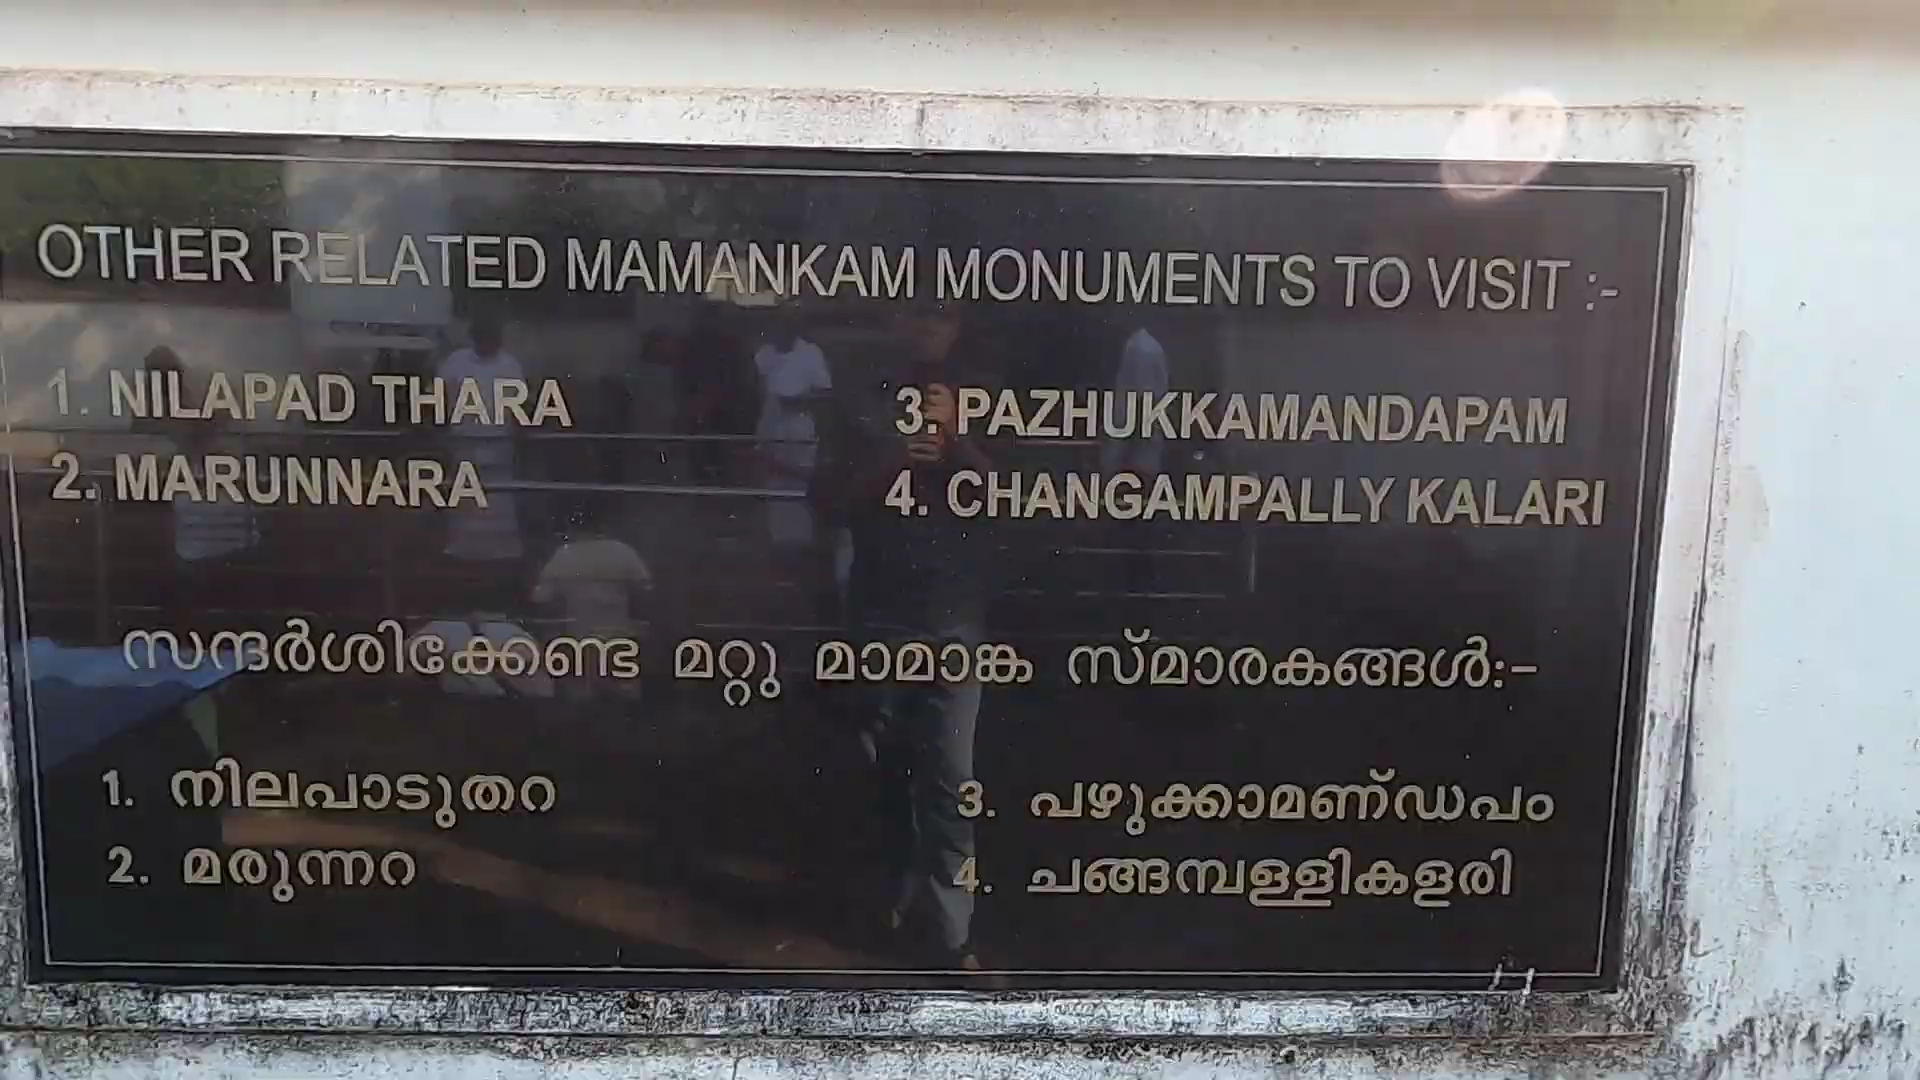 OTHER RELATED MAMANKAM MONUMENTS TO VISIT :-
1. NILAPAD THARA
2. MARUNNARA
3. PAZHUKKAMANDAPAM
4. CHANGAMPALLY KALARI
സന്ദർശിക്കേണ്ട മറ്റു മാമാങ്ക സ്മാരകങ്ങൾ:-
1. നിലപാടുതറ
2. മരുന്നറ
3. പഴുക്കാമണ്ഡപം
4. ചങ്ങമ്പള്ളികളരി